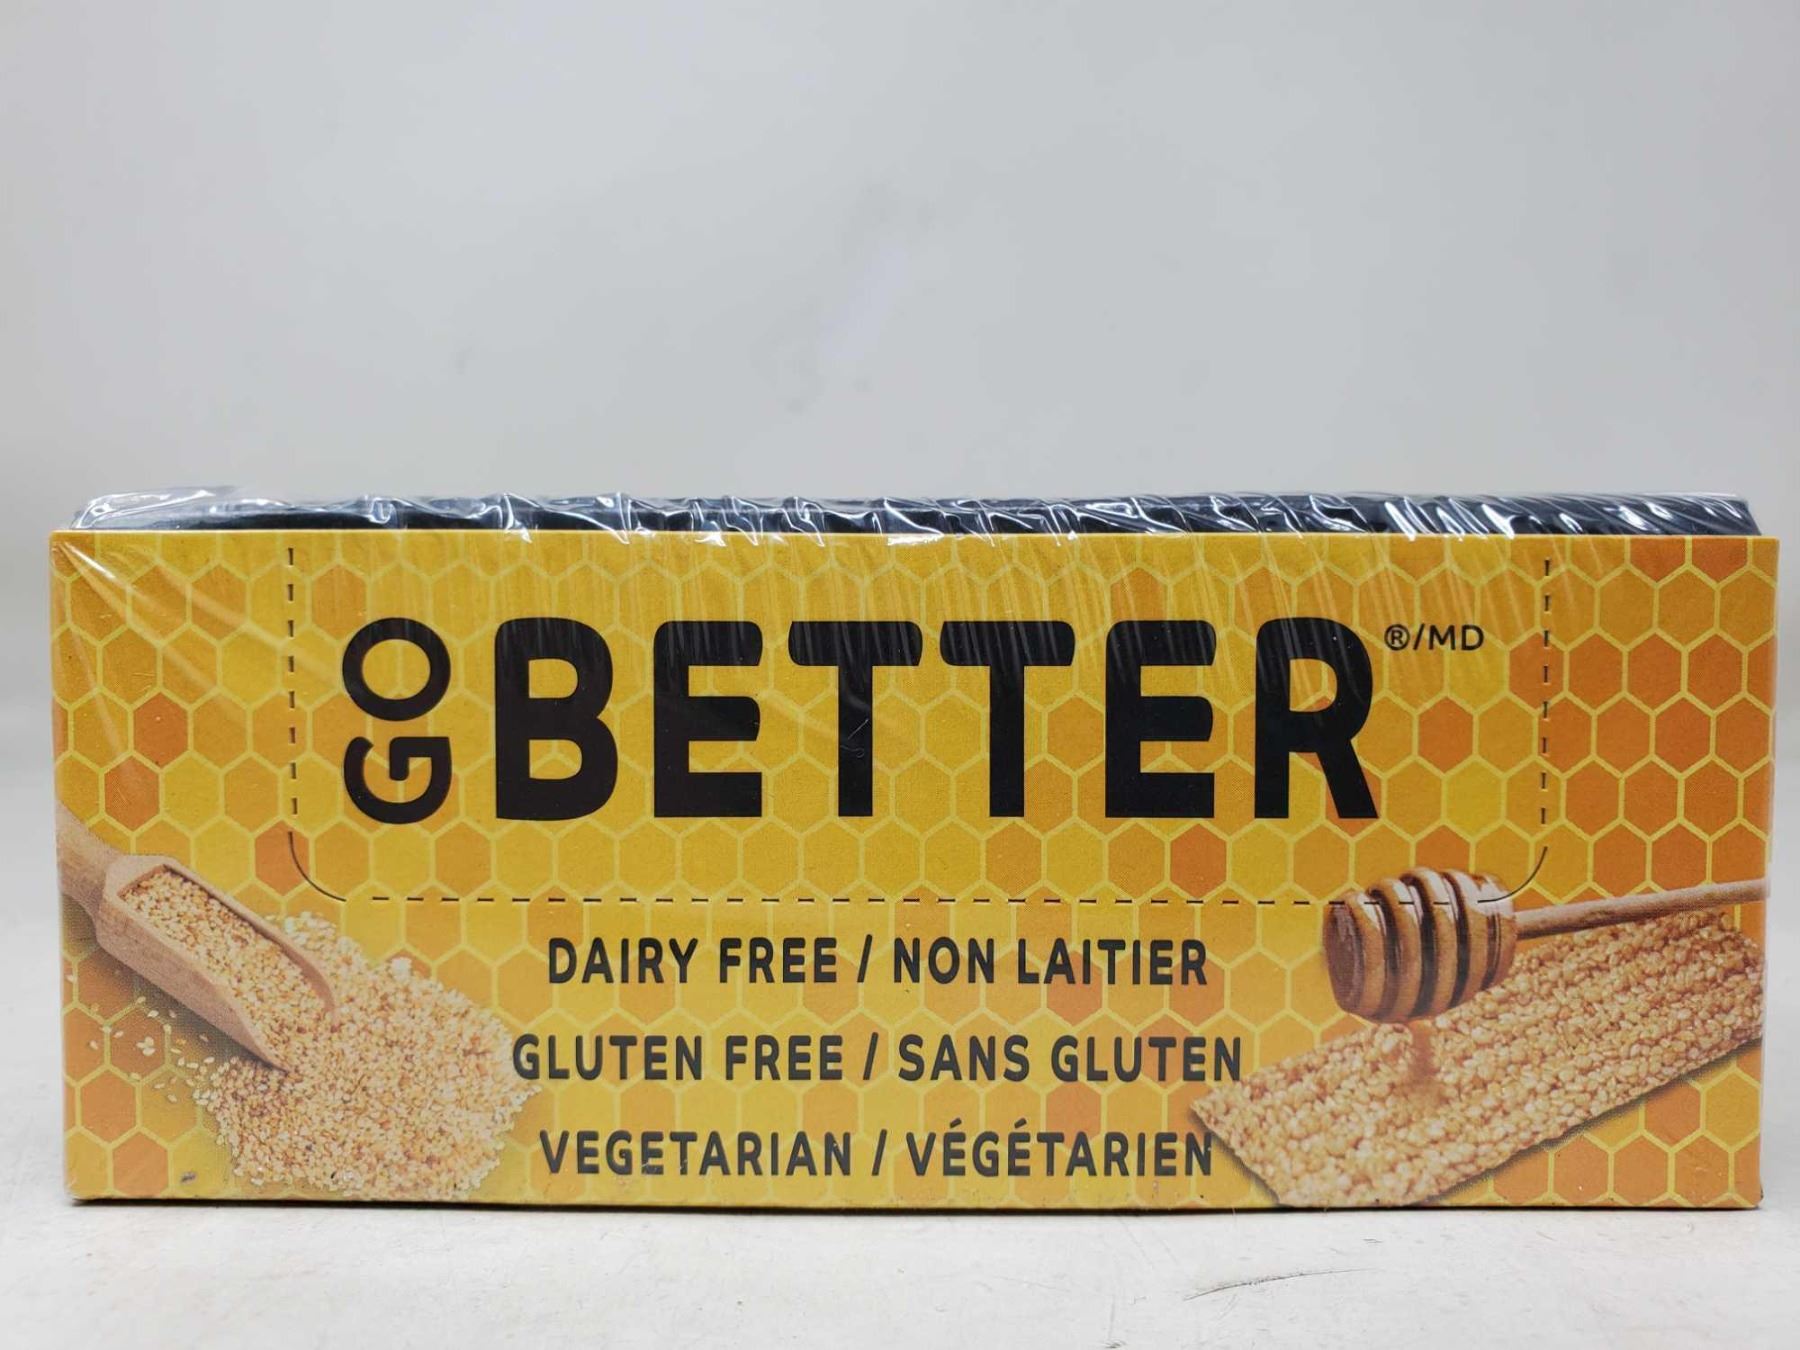 GO BETTER®/MD
DAIRY FREE / NON LAITIER
GLUTEN FREE / SANS GLUTEN
VEGETARIAN / VÉGÉTARIEN